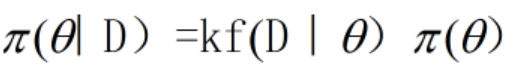 π(θ| D) =kf(D | θ) π(θ)